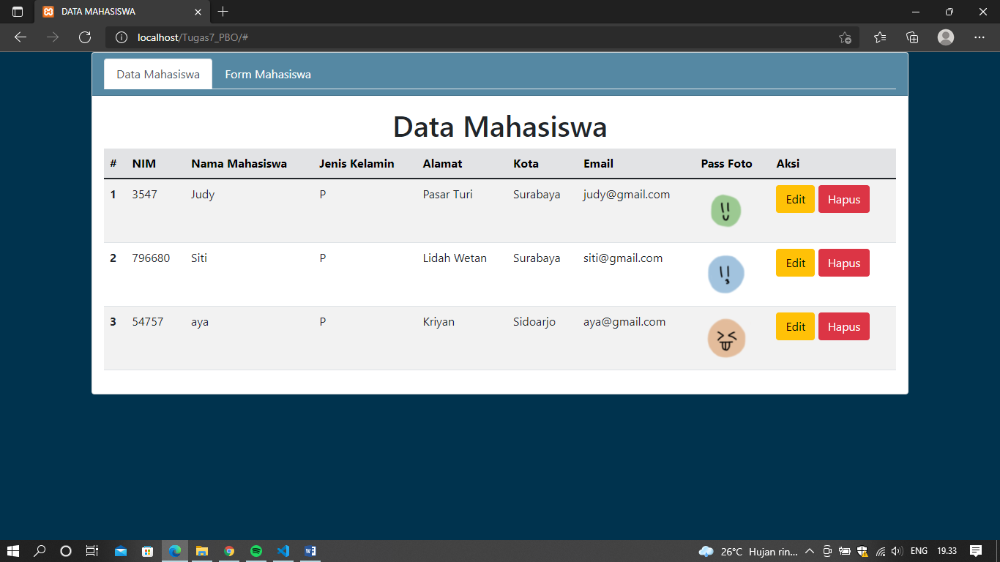 DATA MAHASISWA
localhost/Tugas7_PBO/#
Data Mahasiswa Form Mahasiswa
Data Mahasiswa
# NIM Nama Mahasiswa Jenis Kelamin Alamat Kota Email Pass Foto Aksi
1 3547 Judy P Pasar Turi Surabaya judy@gmail.com Edit Hapus
2 796680 Siti P Lidah Wetan Surabaya siti@gmail.com Edit Hapus
3 54757 aya P Kriyan Sidoarjo aya@gmail.com Edit Hapus
26°C Hujan rin... ENG 19.33